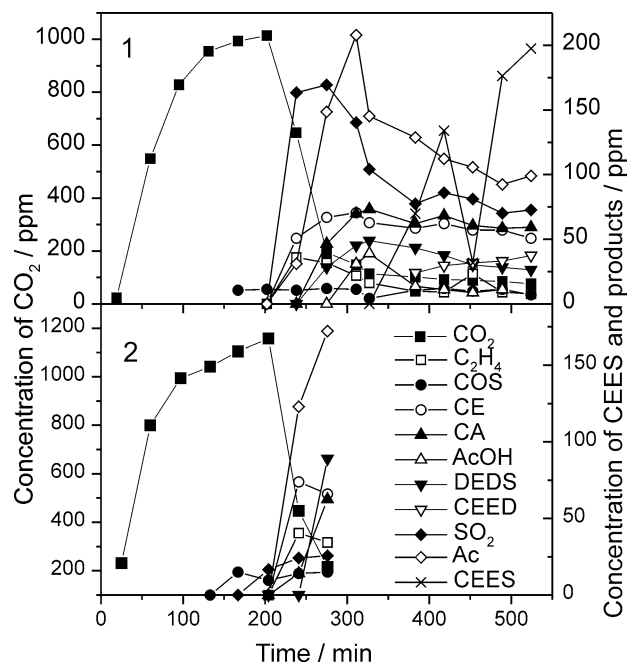 1
1000
800
600
400
200
0
200
150
100
50
0
2
1200
1000
800
600
400
200
150
100
50
0
CO2
C2H4
COS
CE
CA
AcOH
DEDS
CEED
SO2
Ac
CEES
0 100 200 300 400 500
Time / min
Concentration of CO2 / ppm
Concentration of CEES and products / ppm